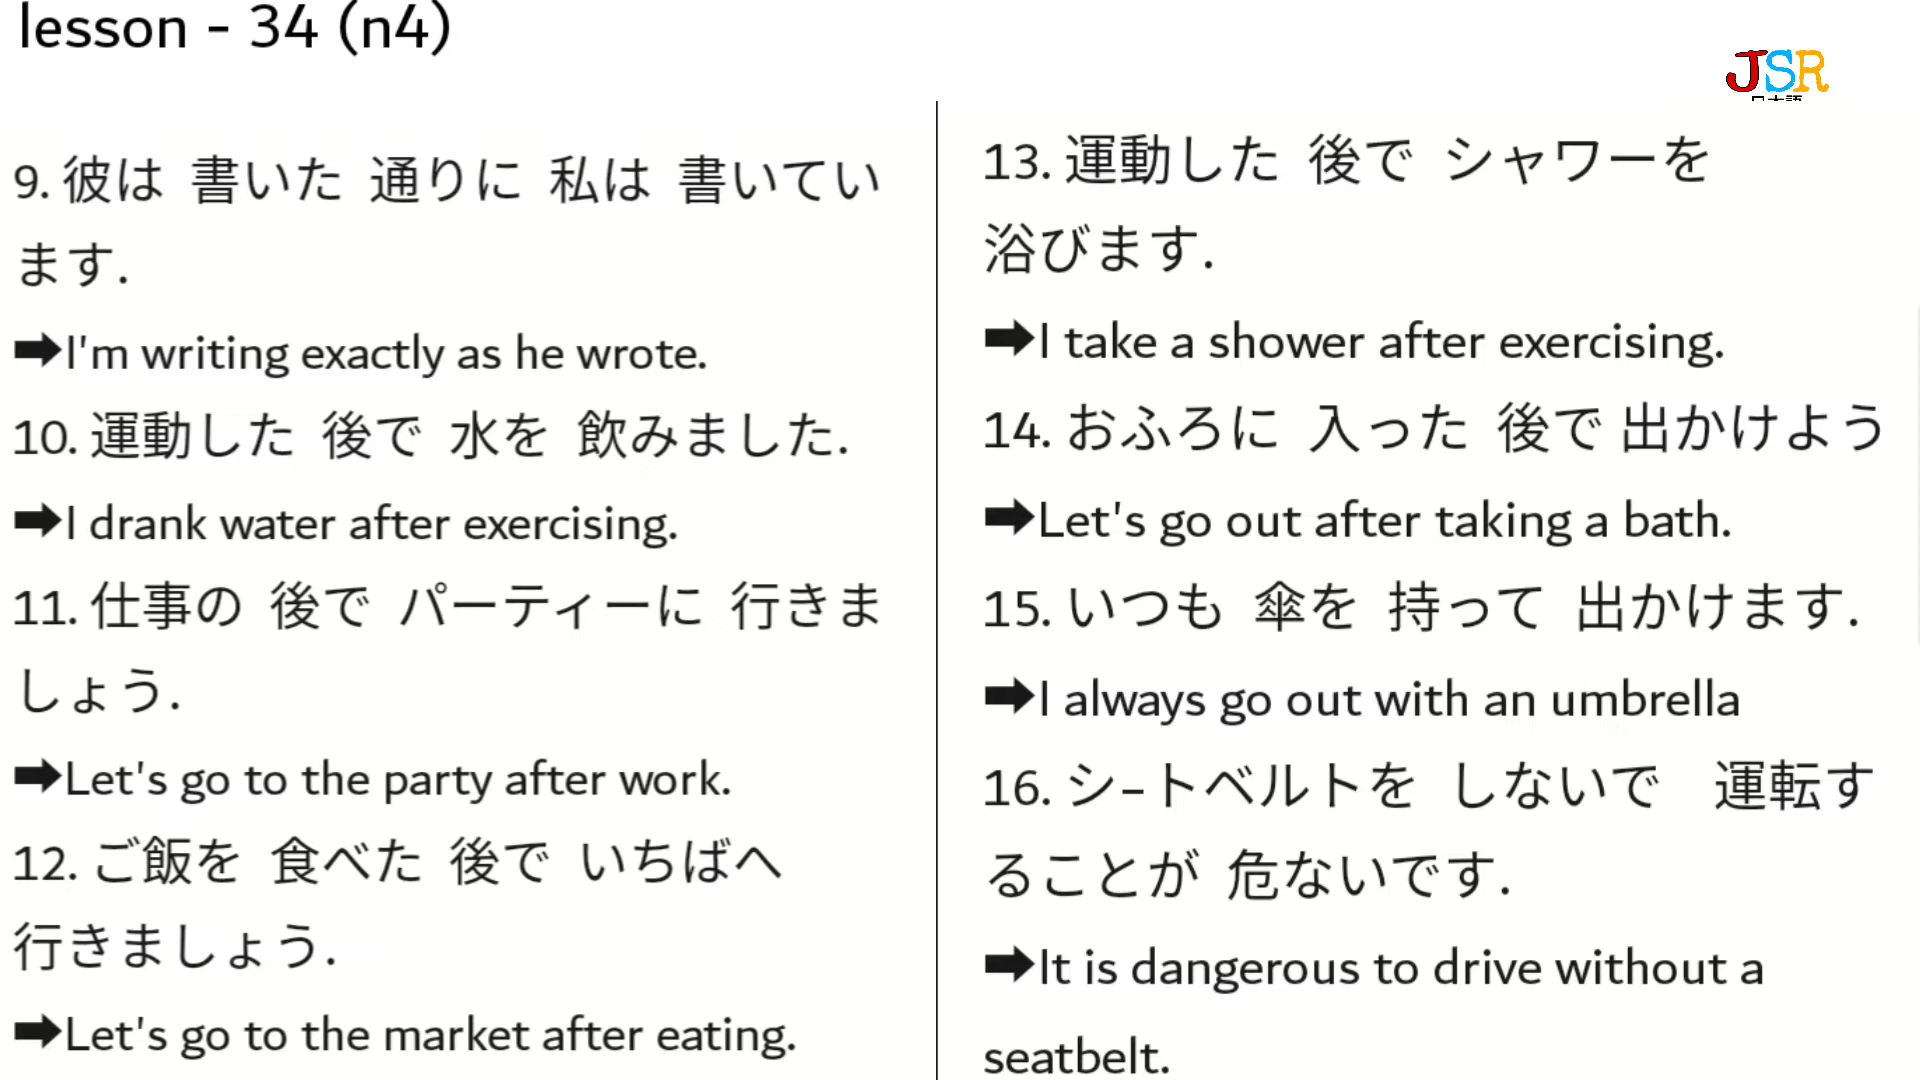 lesson - 34 (n4)
JSR
9. 彼は 書いた 通りに 私は 書いてい
ます.
➡I'm writing exactly as he wrote.
10. 運動した 後で 水を 飲みました.
➡I drank water after exercising.
11. 仕事の 後で パーティーに 行きま
しょう.
➡Let's go to the party after work.
12. ご飯を 食べた 後で いちばへ
行きましょう.
➡Let's go to the market after eating.
13. 運動した 後で シャワーを
浴びます.
➡I take a shower after exercising.
14. おふろに 入った 後で 出かけよう
➡Let's go out after taking a bath.
15. いつも 傘を 持って 出かけます.
➡I always go out with an umbrella
16. シ-トベルトを しないで 運転す
ることが 危ないです.
➡It is dangerous to drive without a
seatbelt.